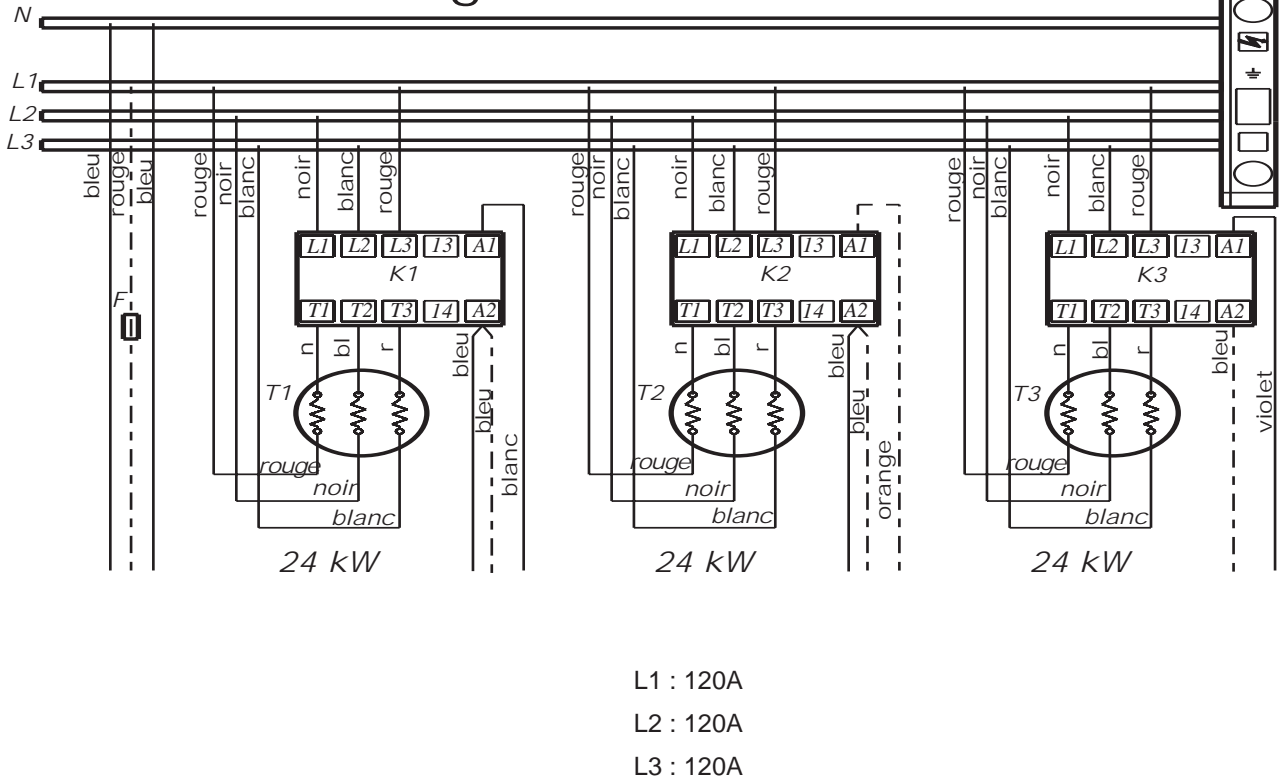 g
N
L1
L2
L3
bleu
rouge
bleu
rouge
noir
blanc
noir
blanc
rouge
rouge
noir
blanc
noir
blanc
rouge
rouge
noir
blanc
noir
blanc
rouge
L1 L2 L3 13 A1
K1
T1 T2 T3 14 A2
L1 L2 L3 13 A1
K2
T1 T2 T3 14 A2
L1 L2 L3 13 A1
K3
T1 T2 T3 14 A2
F
n
bl
r
bleu
bleu
blanc
n
bl
r
bleu
bleu
orange
n
bl
r
bleu
violet
T1
T2
T3
rouge
noir
blanc
rouge
noir
blanc
rouge
noir
blanc
24 kW
24 kW
24 kW
L1 : 120A
L2 : 120A
L3 : 120A